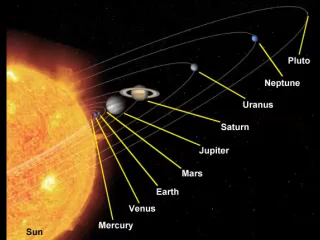 Pluto
Neptune
Uranus
Saturn
Jupiter
Mars
Earth
Venus
Mercury
Sun